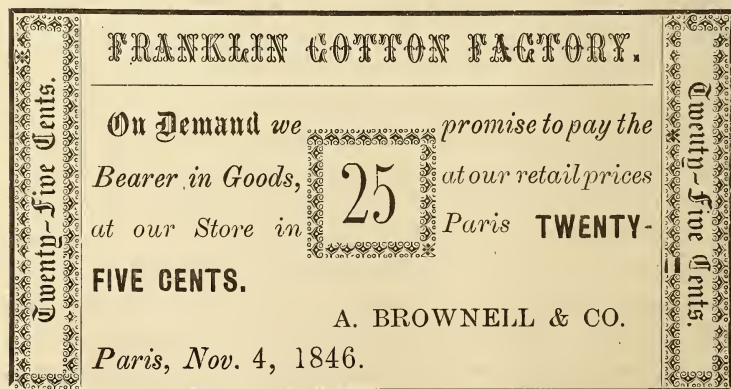 FRANKLIN COTTON FACTORY.
Twenty-Five Cents.
On Demand we promise to pay the
Bearer in Goods, at our retail prices
at our Store in Paris TWENTY-
FIVE CENTS.
25
A. BROWNELL & CO.
Paris, Nov. 4, 1846.
Twenty-Five Cents.